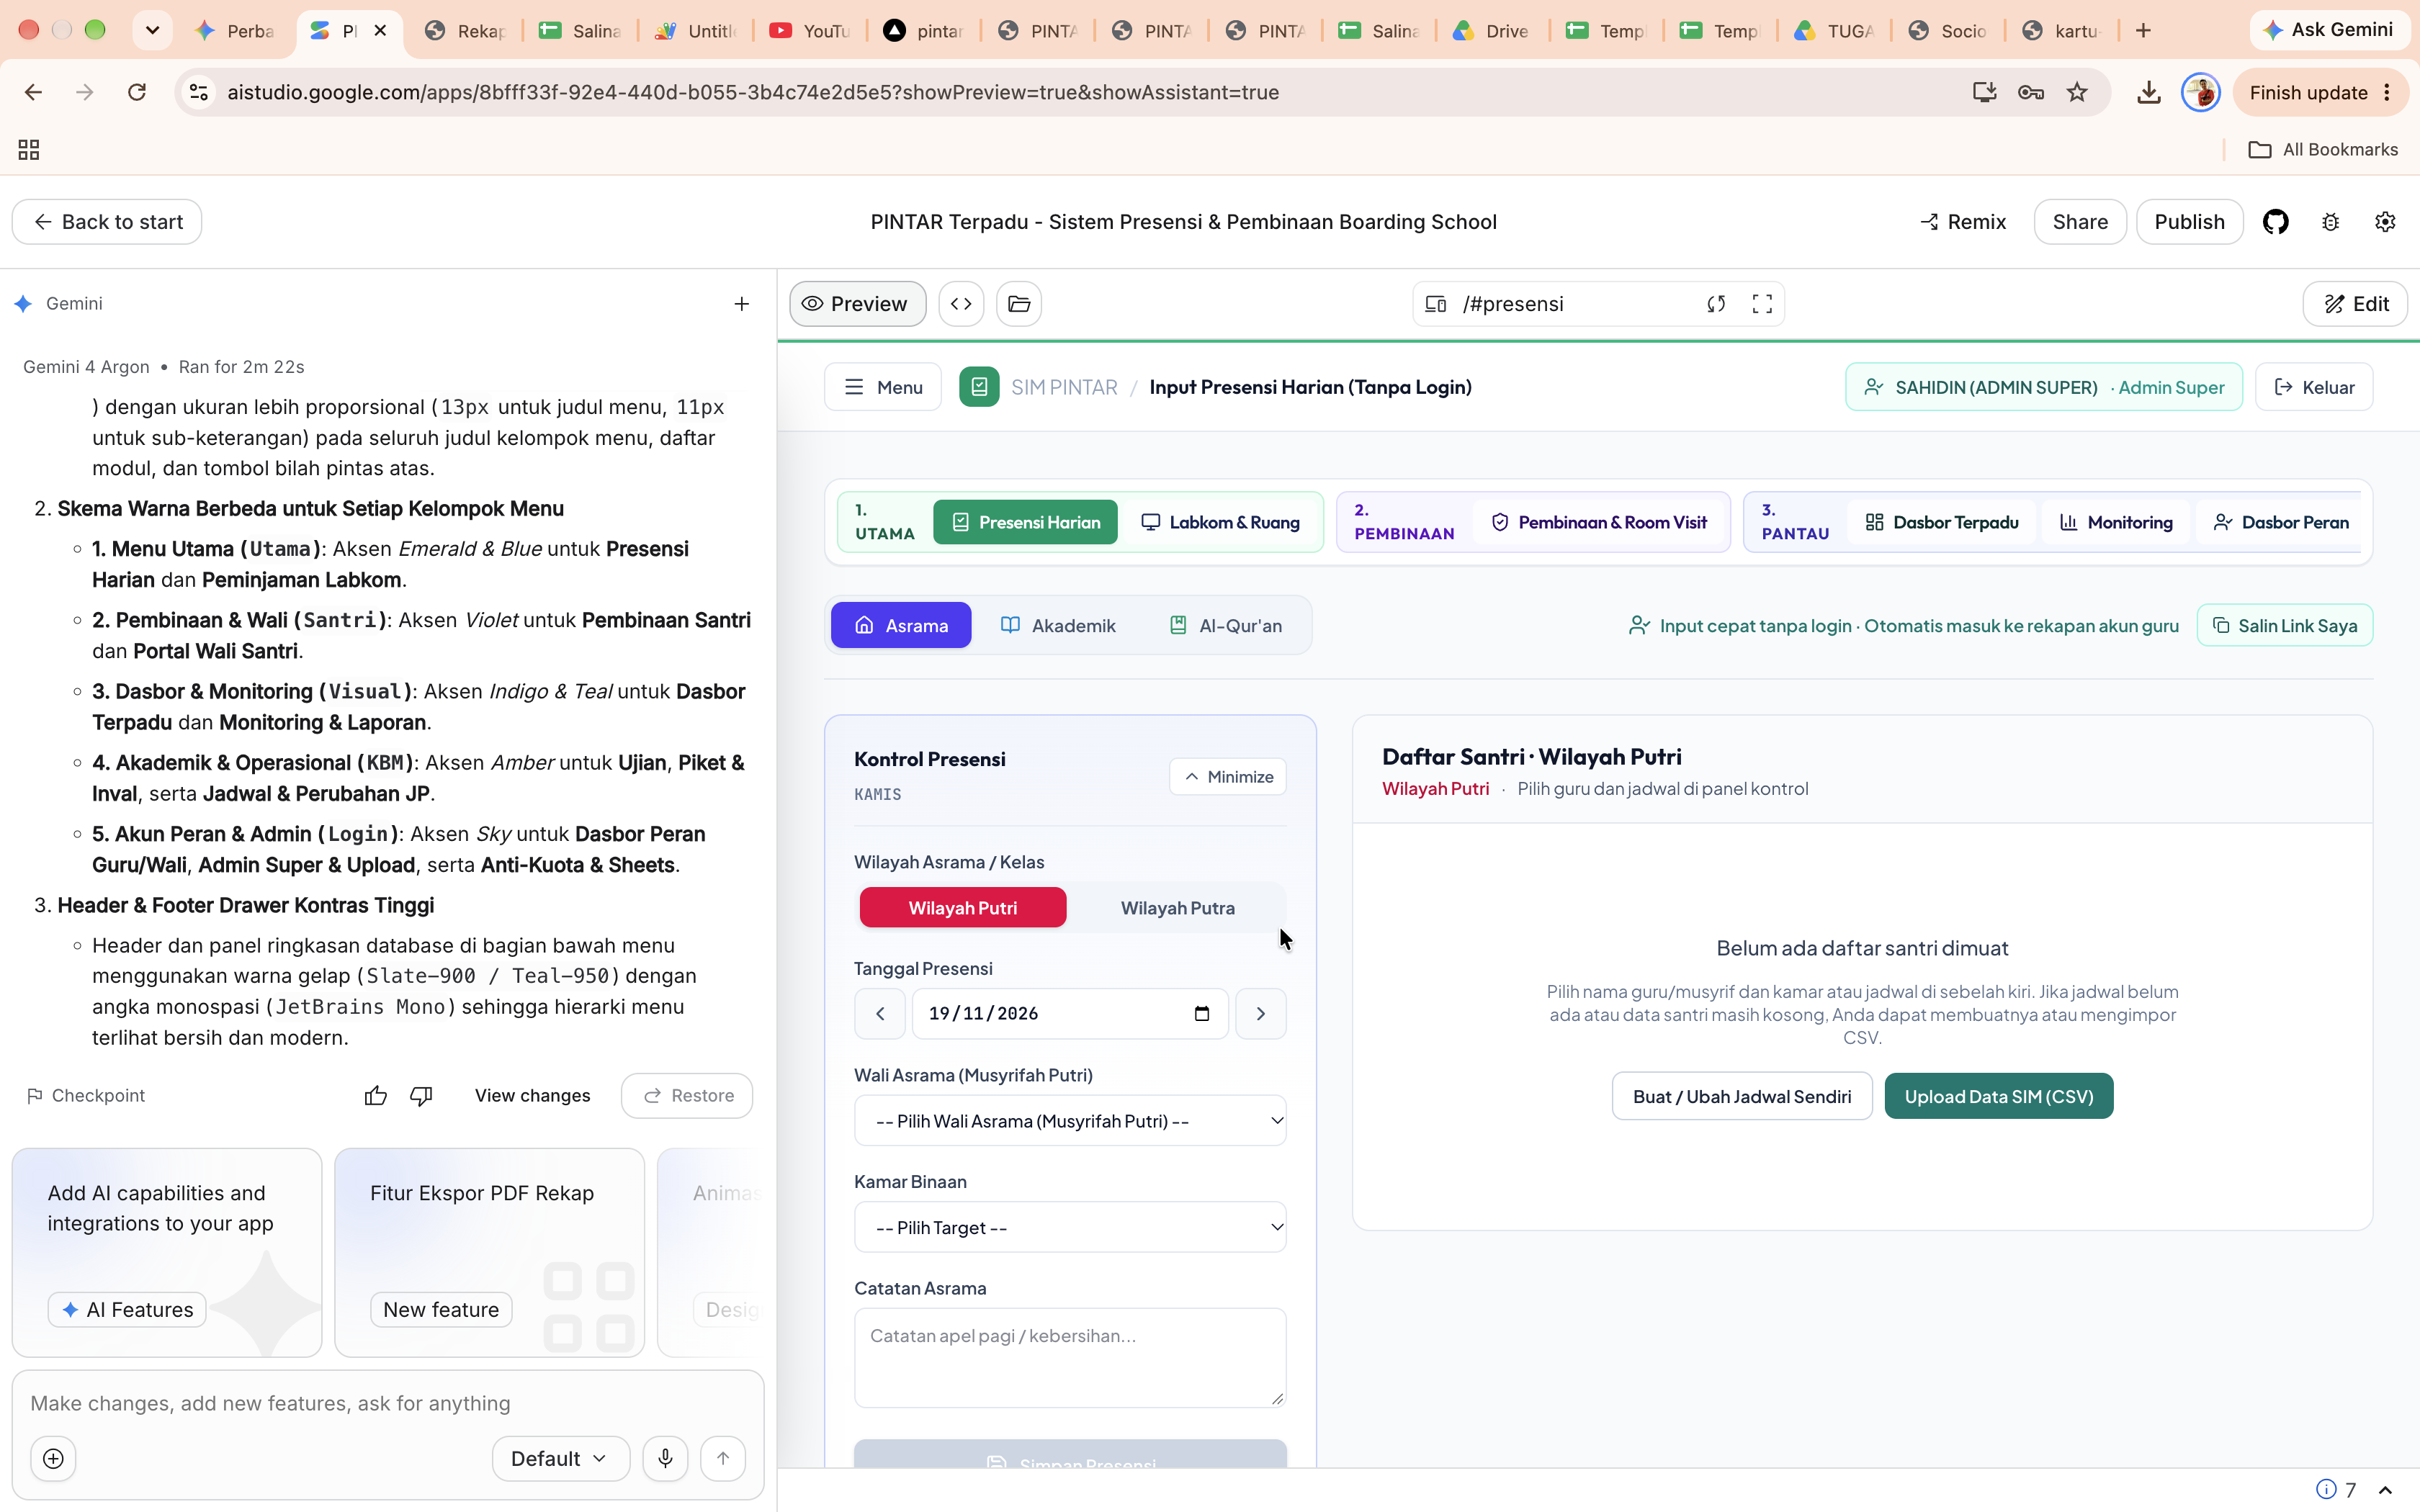 Perba
Pl
Rekap
Salina
Untitl
YouTu
pintar
PINTA
PINTA
PINTA
Salina
Drive
Templ
Templ
TUGA
Socio
kartu-
Ask Gemini
aistudio.google.com/apps/8bfff33f-92e4-440d-b055-3b4c74e2d5e5?showPreview=true&showAssistant=true
Finish update
All Bookmarks
Back to start
PINTAR Terpadu - Sistem Presensi & Pembinaan Boarding School
Remix
Share
Publish
Gemini
Preview
/#presensi
Edit
Gemini 4 Argon • Ran for 2m 22s
) dengan ukuran lebih proporsional (13px untuk judul menu, 11px
untuk sub-keterangan) pada seluruh judul kelompok menu, daftar
modul, dan tombol bilah pintas atas.
2. Skema Warna Berbeda untuk Setiap Kelompok Menu
1. Menu Utama (Utama): Aksen Emerald & Blue untuk Presensi
Harian dan Peminjaman Labkom.
2. Pembinaan & Wali (Santri): Aksen Violet untuk Pembinaan Santri
dan Portal Wali Santri.
3. Dasbor & Monitoring (Visual): Aksen Indigo & Teal untuk Dasbor
Terpadu dan Monitoring & Laporan.
4. Akademik & Operasional (KBM): Aksen Amber untuk Ujian, Piket &
Inval, serta Jadwal & Perubahan JP.
5. Akun Peran & Admin (Login): Aksen Sky untuk Dasbor Peran
Guru/Wali, Admin Super & Upload, serta Anti-Kuota & Sheets.
3. Header & Footer Drawer Kontras Tinggi
Header dan panel ringkasan database di bagian bawah menu
menggunakan warna gelap (Slate-900 / Teal-950) dengan
angka monospasi (JetBrains Mono) sehingga hierarki menu
terlihat bersih dan modern.
Checkpoint
View changes
Restore
Add AI capabilities and
integrations to your app
AI Features
Fitur Ekspor PDF Rekap
New feature
Animas
Desig
Make changes, add new features, ask for anything
Default
Menu
SIM PINTAR / Input Presensi Harian (Tanpa Login)
SAHIDIN (ADMIN SUPER) · Admin Super
Keluar
1.
UTAMA
Presensi Harian
Labkom & Ruang
2.
PEMBINAAN
Pembinaan & Room Visit
3.
PANTAU
Dasbor Terpadu
Monitoring
Dasbor Peran
Asrama
Akademik
Al-Qur'an
Input cepat tanpa login · Otomatis masuk ke rekapan akun guru
Salin Link Saya
Kontrol Presensi
KAMIS
Minimize
Wilayah Asrama / Kelas
Wilayah Putri
Wilayah Putra
Tanggal Presensi
19/11/2026
Wali Asrama (Musyrifah Putri)
-- Pilih Wali Asrama (Musyrifah Putri) --
Kamar Binaan
-- Pilih Target --
Catatan Asrama
Catatan apel pagi / kebersihan...
Simpan Presensi
Daftar Santri · Wilayah Putri
Wilayah Putri · Pilih guru dan jadwal di panel kontrol
Belum ada daftar santri dimuat
Pilih nama guru/musyrif dan kamar atau jadwal di sebelah kiri. Jika jadwal belum
ada atau data santri masih kosong, Anda dapat membuatnya atau mengimpor
CSV.
Buat / Ubah Jadwal Sendiri
Upload Data SIM (CSV)
7